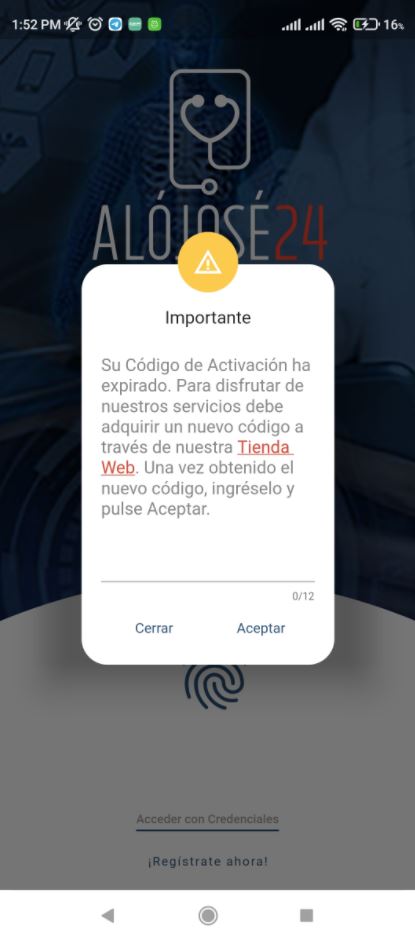 1:52 PM
16%
ALÓJOSÉ24
Importante
Su Código de Activación ha
expirado. Para disfrutar de
nuestros servicios debe
adquirir un nuevo código a
través de nuestra Tienda
Web. Una vez obtenido el
nuevo código, ingréselo y
pulse Aceptar.
0/12
Cerrar Aceptar
Acceder con Credenciales
¡Regístrate ahora!